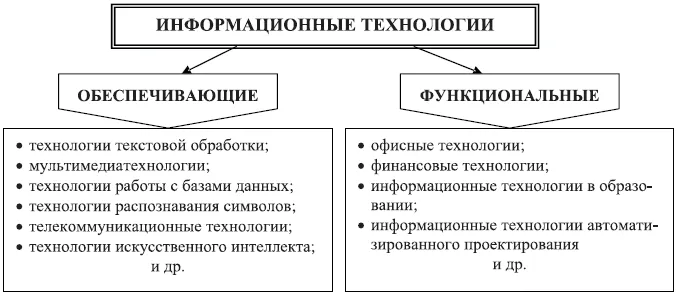 ИНФОРМАЦИОННЫЕ ТЕХНОЛОГИИ
ОБЕСПЕЧИВАЮЩИЕ
• технологии текстовой обработки;
• мультимедиатехнологии;
• технологии работы с базами данных;
• технологии распознавания символов;
• телекоммуникационные технологии;
• технологии искусственного интеллекта;
и др.
ФУНКЦИОНАЛЬНЫЕ
• офисные технологии;
• финансовые технологии;
• информационные технологии в образо-
вании;
• информационные технологии автомати-
зированного проектирования
и др.